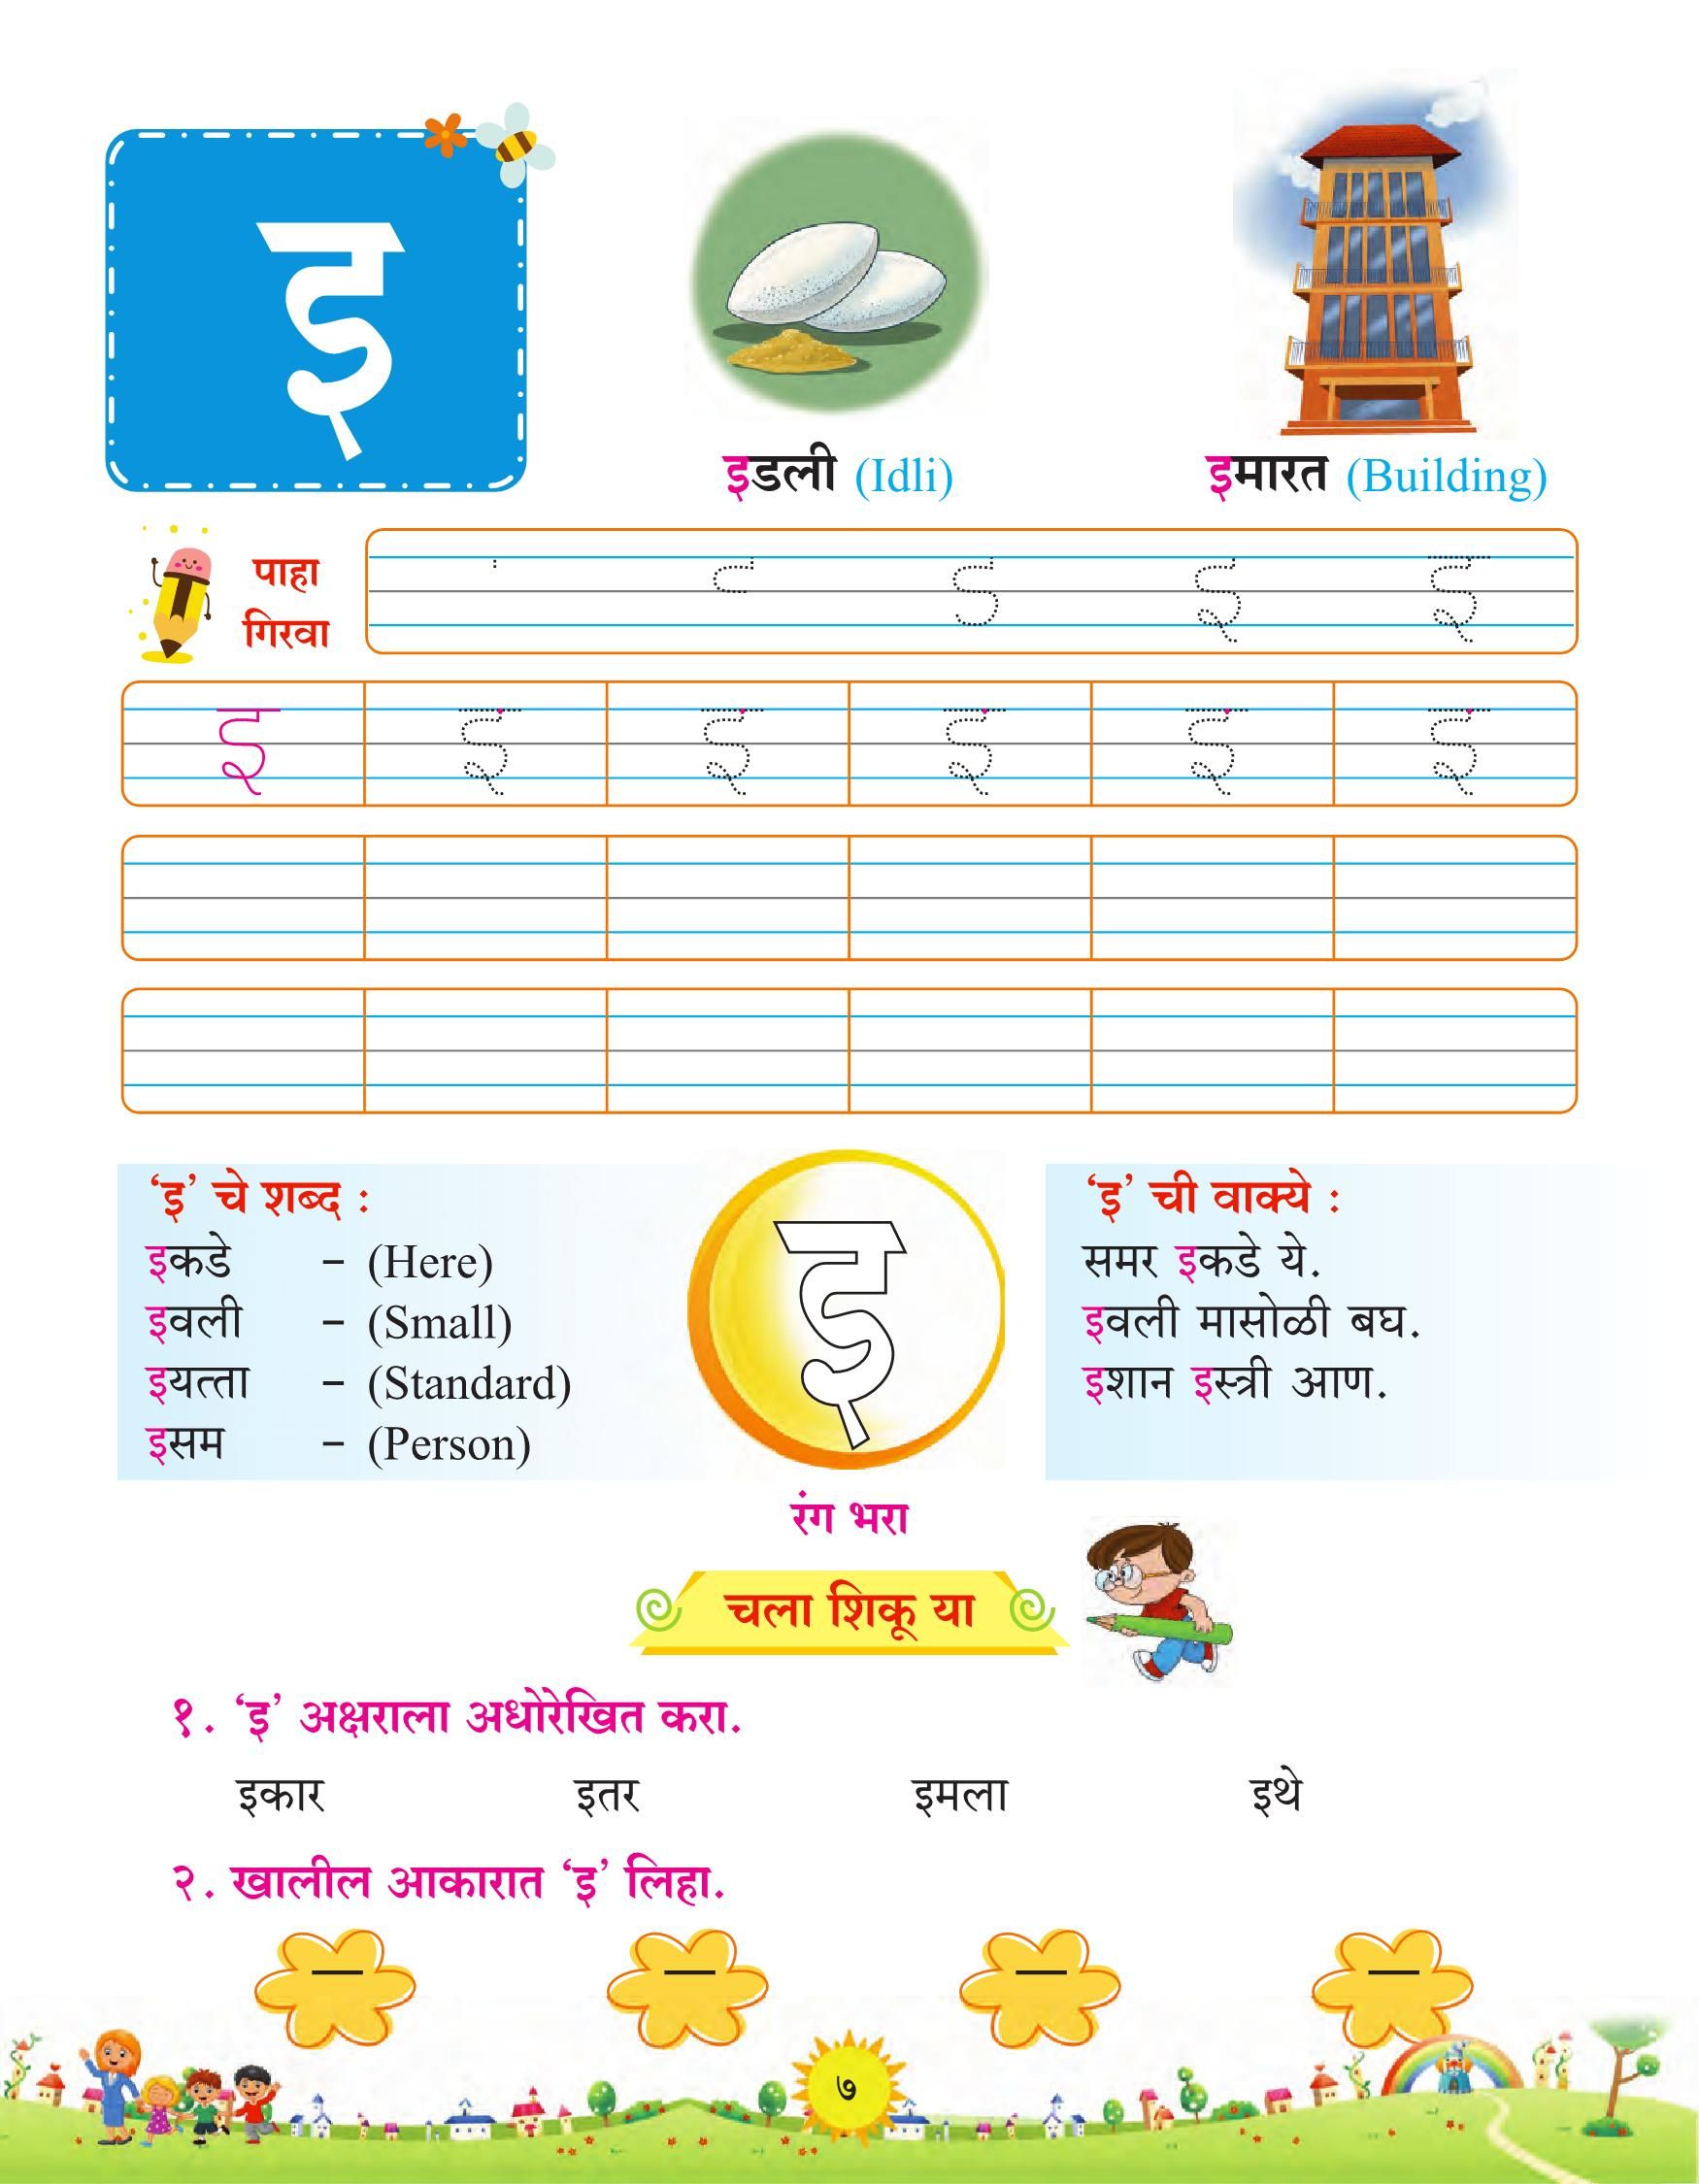 इ
इडली (Idli)
इमारत (Building)
पाहा
गिरवा
इ इ
इ इ इ इ इ इ
‘इ’ चे शब्द :
इकडे – (Here)
इवली – (Small)
इयत्ता – (Standard)
इसम – (Person)
इ
रंग भरा
‘इ’ ची वाक्ये :
समर इकडे ये.
इवली मासोळी बघ.
इशान इस्त्री आण.
चला शिकू या
१. ‘इ’ अक्षराला अधोरेखित करा.
इकार इतर इमला इथे
२. खालील आकारात ‘इ’ लिहा.
७